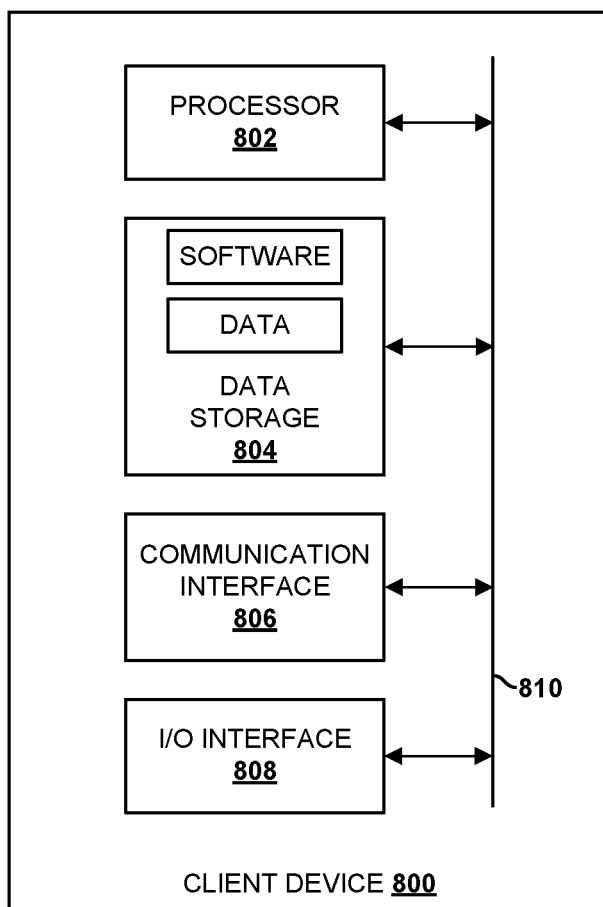 PROCESSOR
802
SOFTWARE
DATA
DATA
STORAGE
804
COMMUNICATION
INTERFACE
806
810
I/O INTERFACE
808
CLIENT DEVICE 800